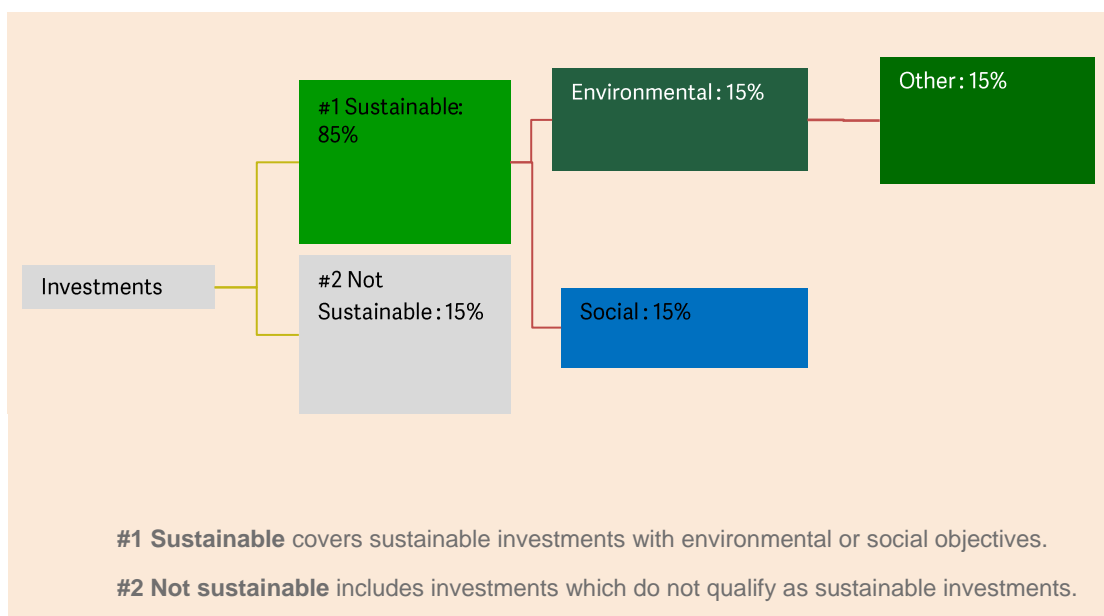 Investments
#1 Sustainable:
85%
#2 Not
Sustainable : 15%
Environmental : 15%
Social : 15%
Other : 15%
#1 Sustainable covers sustainable investments with environmental or social objectives.
#2 Not sustainable includes investments which do not qualify as sustainable investments.